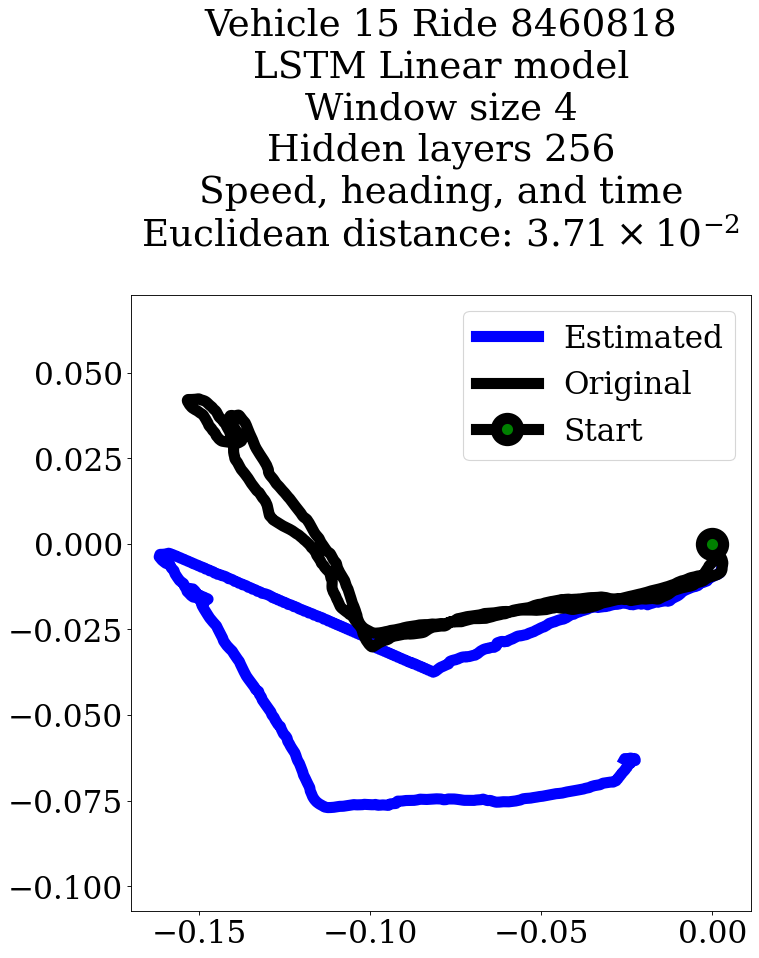 Vehicle 15 Ride 8460818
LSTM Linear model
Window size 4
Hidden layers 256
Speed, heading, and time
Euclidean distance: 3.71 × 10⁻²
Estimated
Original
Start
0.050
0.025
0.000
−0.025
−0.050
−0.075
−0.100
−0.15 −0.10 −0.05 0.00